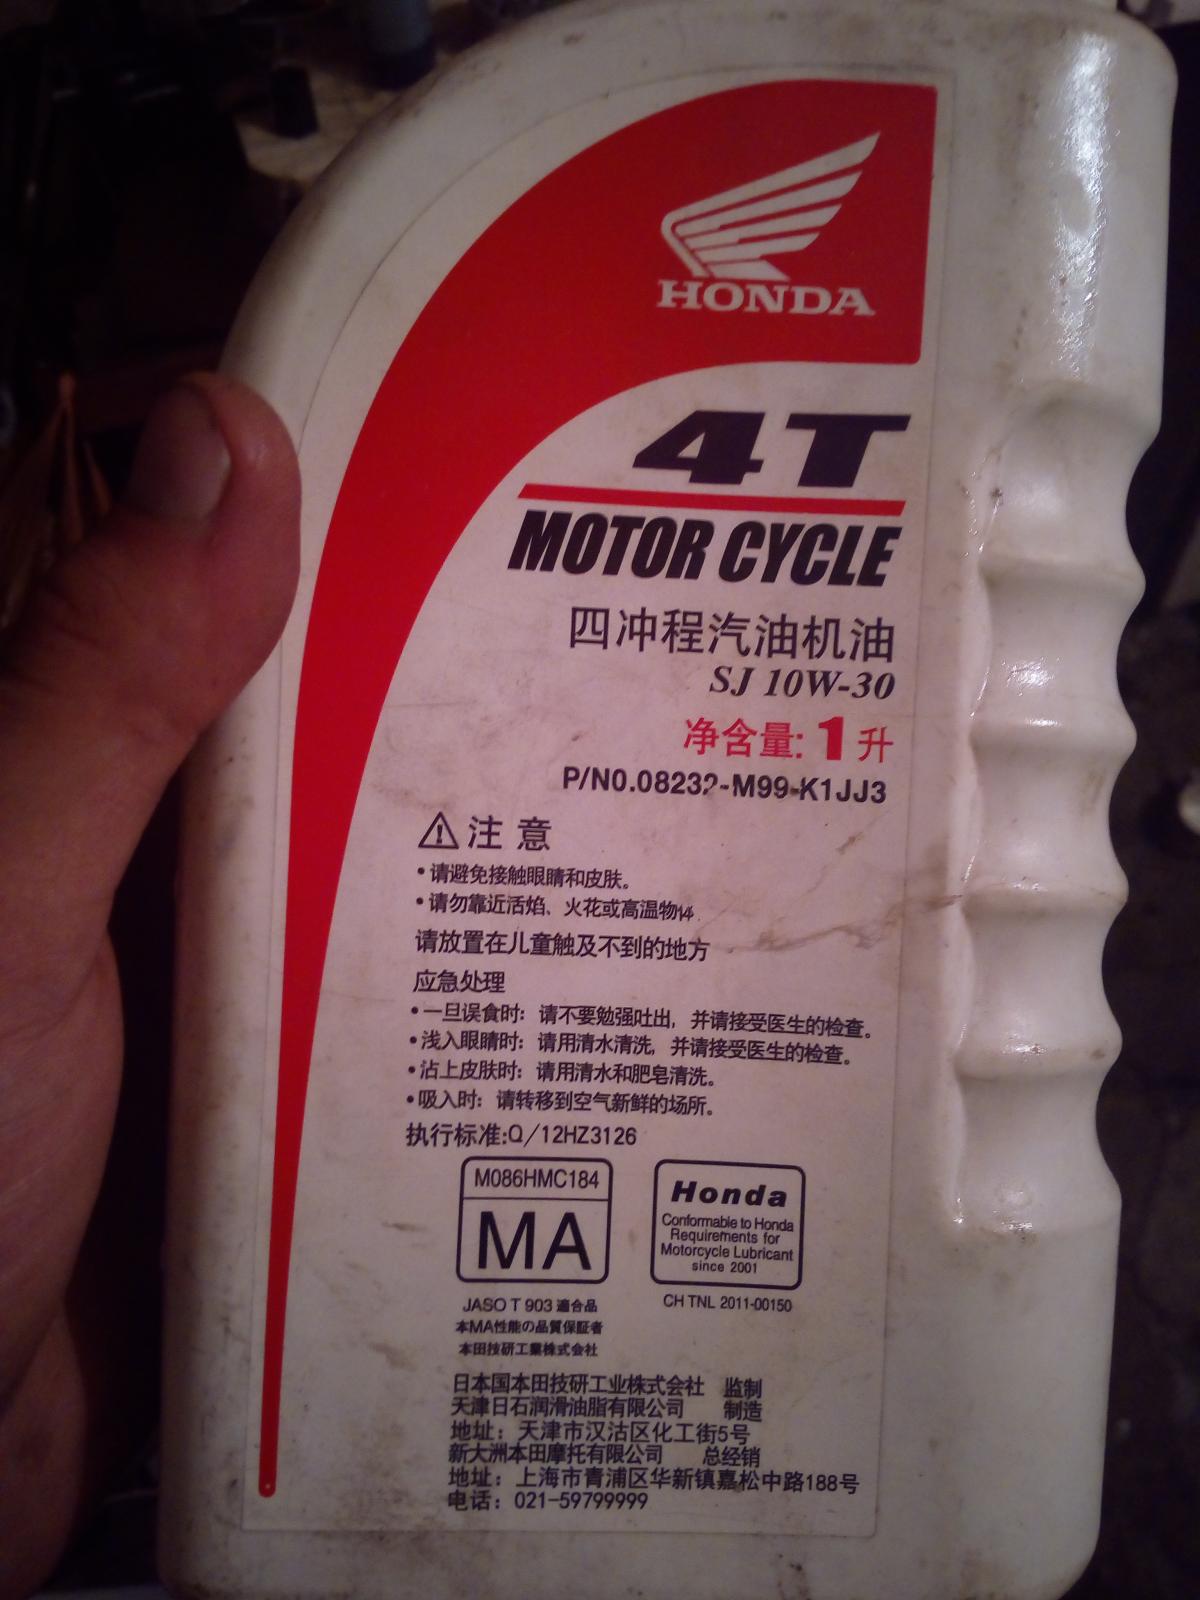 HONDA
4T
MOTOR CYCLE
四冲程汽油机油
SJ 10W-30
净含量: 1升
P/N0.08232-M99-K1JJ3
注意
•请避免接触眼睛和皮肤。
•请勿靠近活焰、火花或高温物体
请放置在儿童触及不到的地方
应急处理
•一旦误食时: 请不要勉强吐出, 并请接受医生的检查。
•浅入眼睛时: 请用清水清洗, 并请接受医生的检查。
•沾上皮肤时: 请用清水和肥皂清洗。
•吸入时: 请转移到空气新鲜的场所。
执行标准:Q/12HZ3126
M086HMC184
MA
JASO T 903 適合品
本MA性能の品質保証者
本田技研工業株式会社
Honda
Conformable to Honda
Requirements for
Motorcycle Lubricant
since 2001
CH TNL 2011-00150
日本国本田技研工业株式会社 监制
天津日石润滑油脂有限公司 制造
地址: 天津市汉沽区化工街5号
新大洲本田摩托有限公司 总经销
地址: 上海市青浦区华新镇嘉松中路188号
电话: 021-59799999